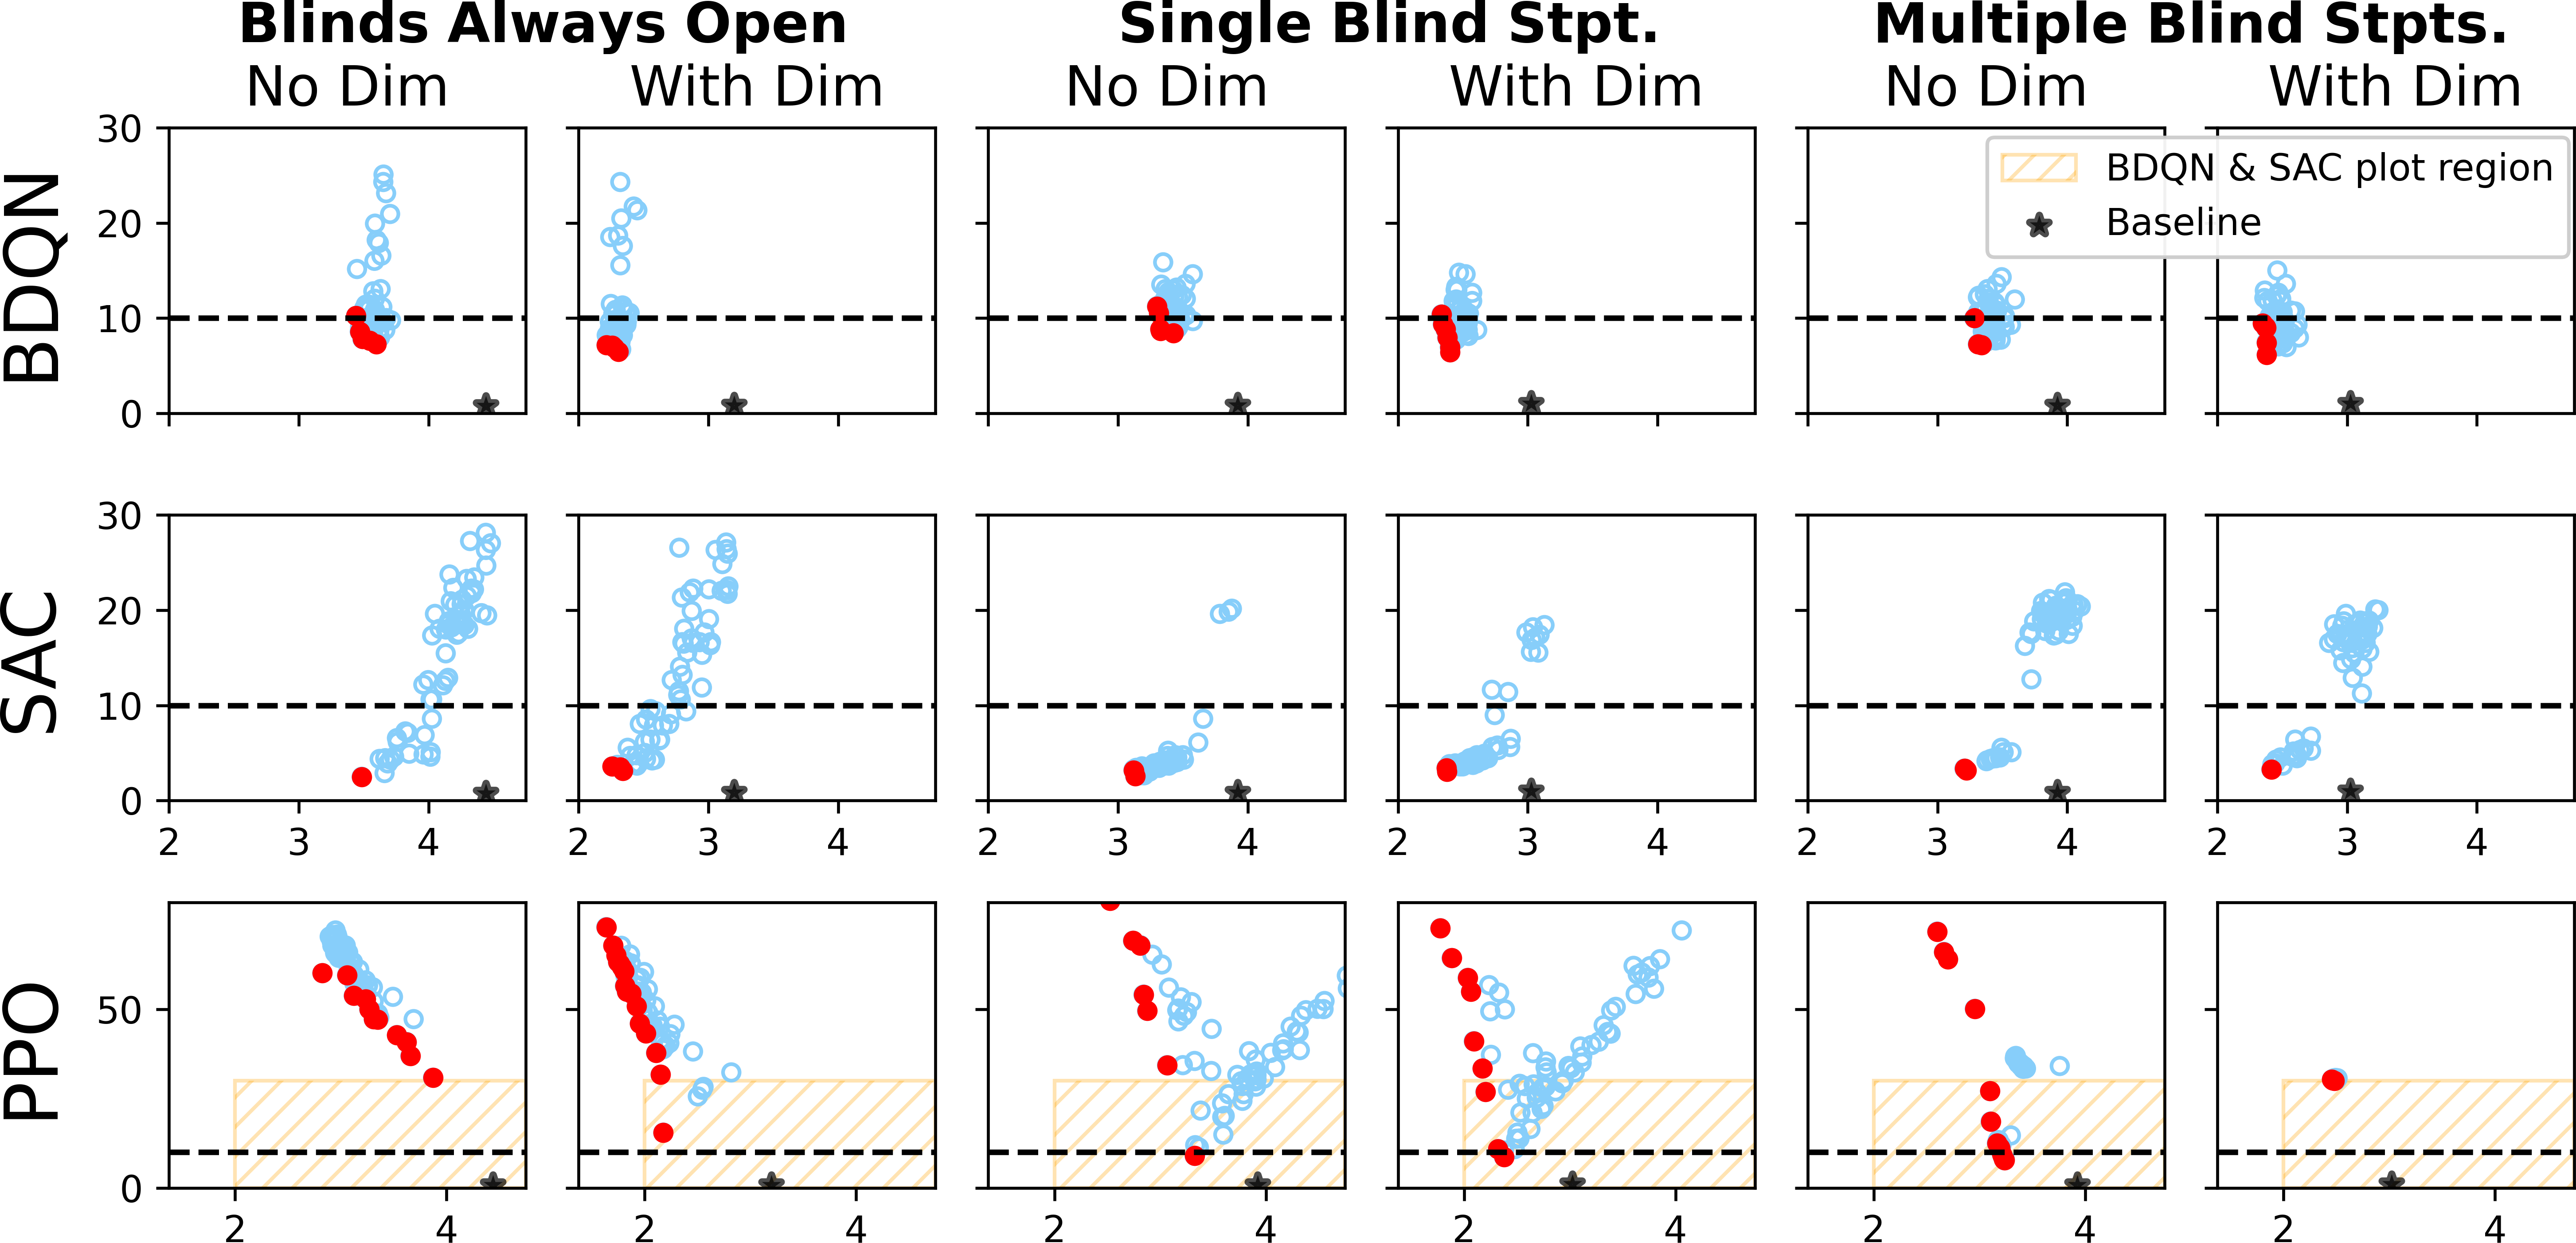 Blinds Always Open Single Blind Stpt. Multiple Blind Stpts.
No Dim With Dim No Dim With Dim No Dim With Dim
BDQN
30
20
10
0
BDQN & SAC plot region
Baseline
SAC
30
20
10
0
2 3 4 2 3 4 2 3 4 2 3 4 2 3 4 2 3 4
PPO
50
0
2 4 2 4 2 4 2 4 2 4 2 4